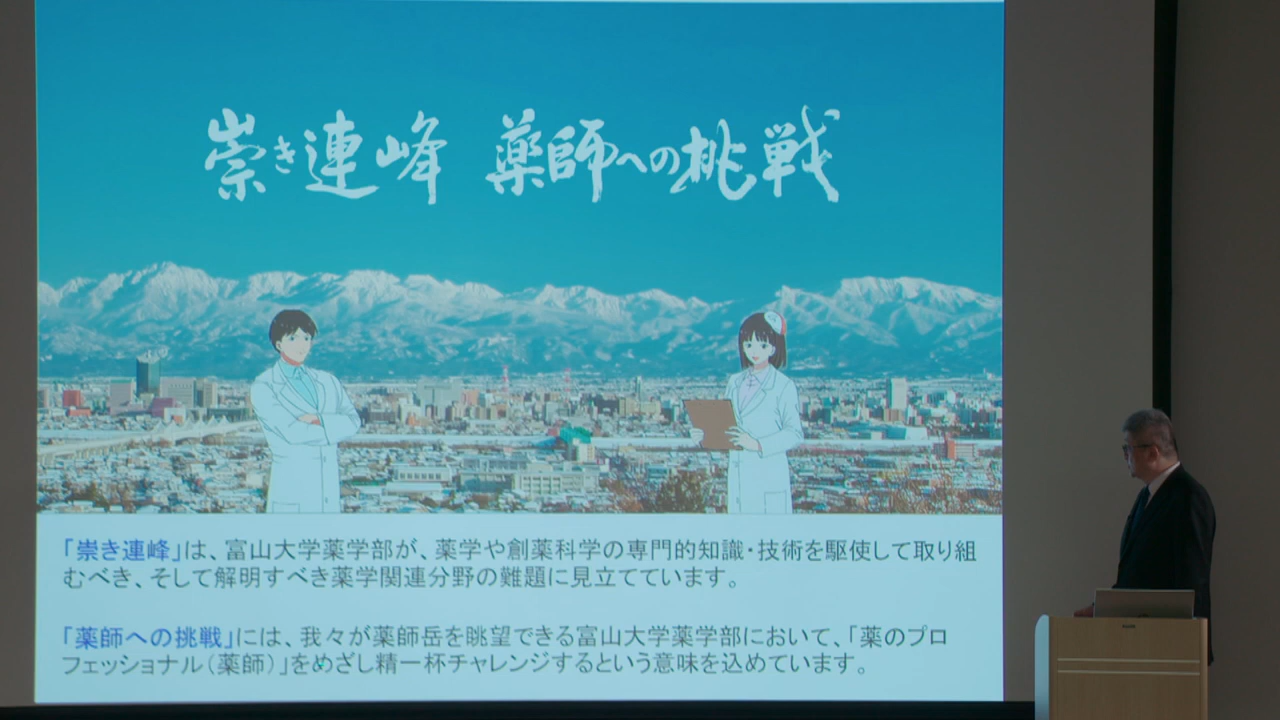 崇き連峰 薬師への挑戦
「崇き連峰」は、富山大学薬学部が、薬学や創薬科学の専門的知識・技術を駆使して取り組
むべき、そして解明すべき薬学関連分野の難題に見立てています。
「薬師への挑戦」には、我々が薬師岳を眺望できる富山大学薬学部において、「薬のプロ
フェッショナル（薬師）」をめざし精一杯チャレンジするという意味を込めています。